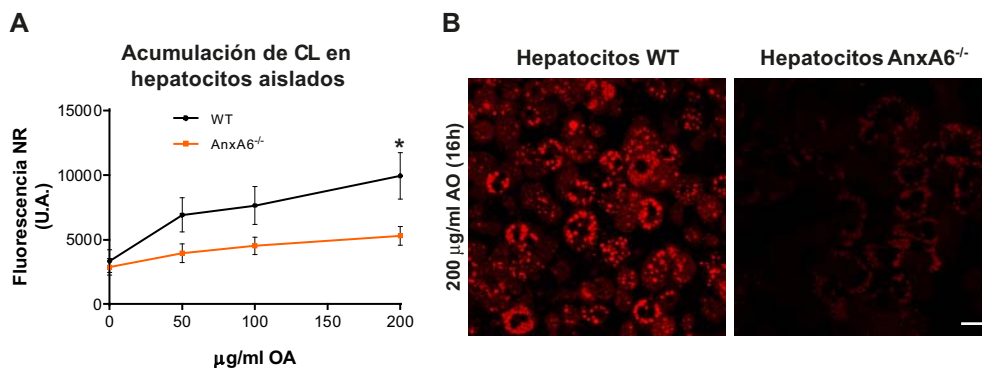 A
Acumulación de CL en
hepatocitos aislados
15000
10000
5000
0
Fluorescencia NR
(U.A.)
WT
AnxA6-/-
*
0 50 100 150 200
µg/ml OA
B
Hepatocitos WT
Hepatocitos AnxA6-/-
200 µg/ml AO (16h)